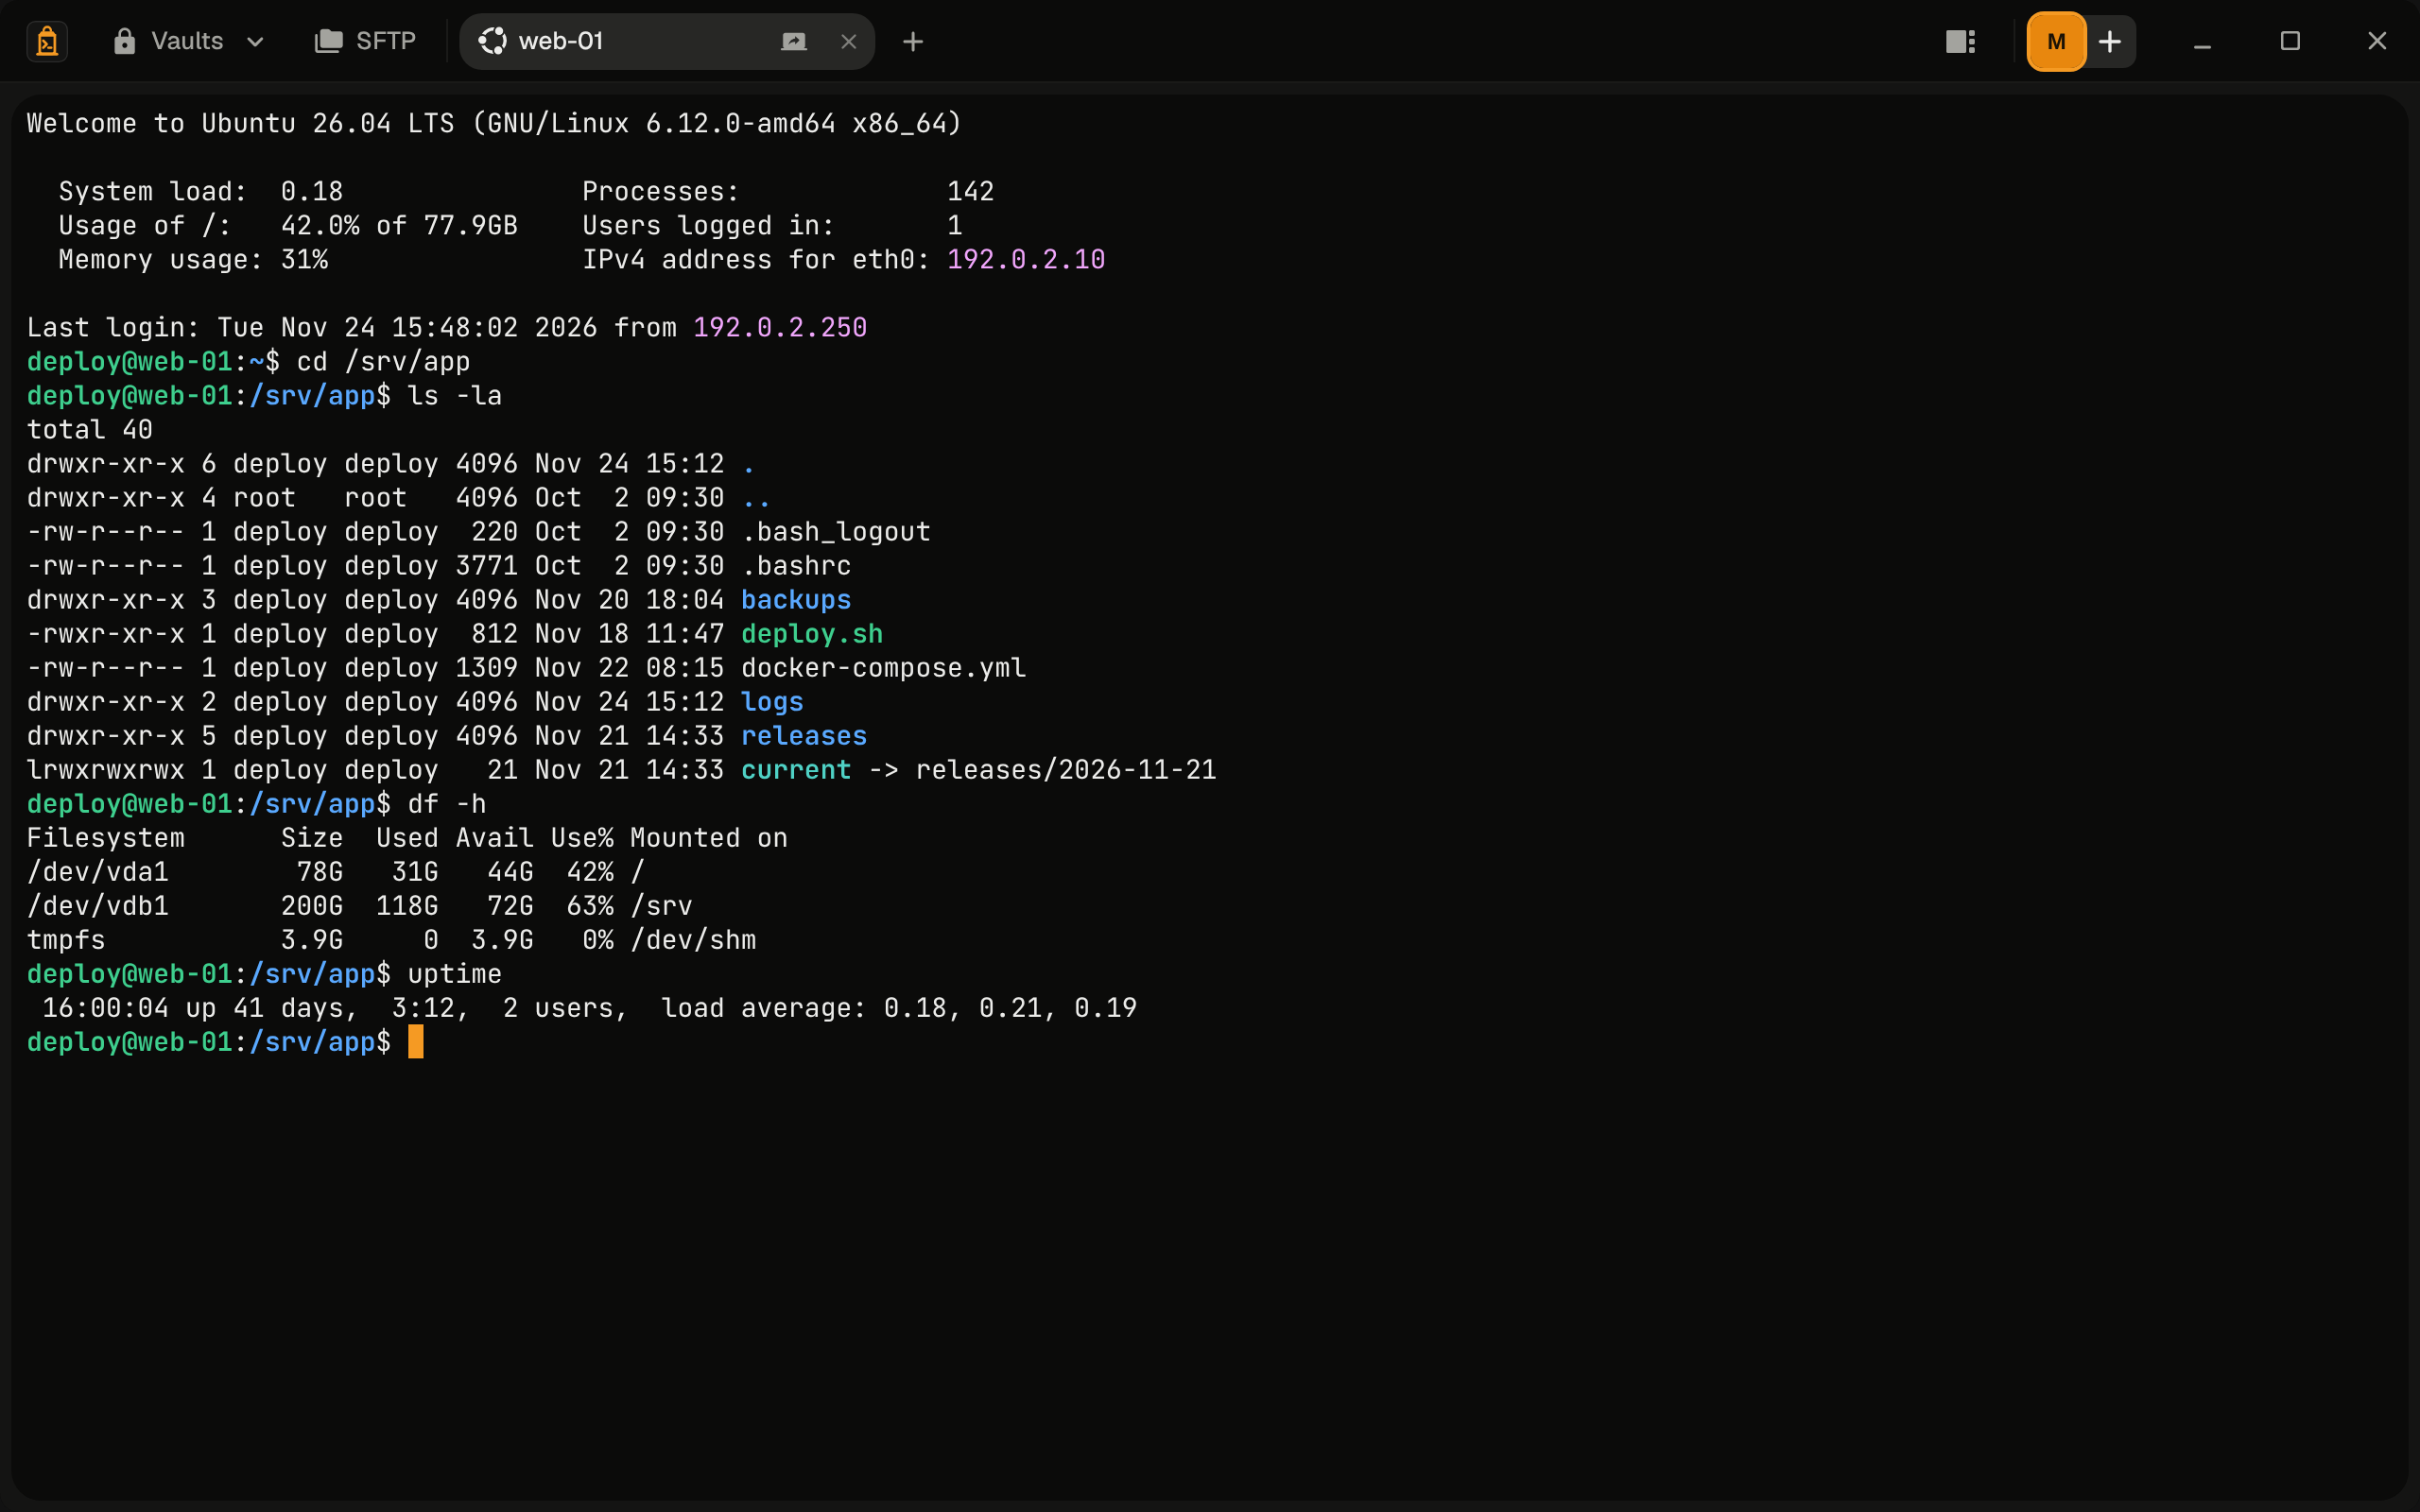 Vaults SFTP web-01 M
Welcome to Ubuntu 26.04 LTS (GNU/Linux 6.12.0-amd64 x86_64)
System load: 0.18 Processes: 142
Usage of /: 42.0% of 77.9GB Users logged in: 1
Memory usage: 31% IPv4 address for eth0: 192.0.2.10
Last login: Tue Nov 24 15:48:02 2026 from 192.0.2.250
deploy@web-01:~$ cd /srv/app
deploy@web-01:/srv/app$ ls -la
total 40
drwxr-xr-x 6 deploy deploy 4096 Nov 24 15:12 .
drwxr-xr-x 4 root   root   4096 Oct  2 09:30 ..
-rw-r--r-- 1 deploy deploy  220 Oct  2 09:30 .bash_logout
-rw-r--r-- 1 deploy deploy 3771 Oct  2 09:30 .bashrc
drwxr-xr-x 3 deploy deploy 4096 Nov 20 18:04 backups
-rwxr-xr-x 1 deploy deploy  812 Nov 18 11:47 deploy.sh
-rw-r--r-- 1 deploy deploy 1309 Nov 22 08:15 docker-compose.yml
drwxr-xr-x 2 deploy deploy 4096 Nov 24 15:12 logs
drwxr-xr-x 5 deploy deploy 4096 Nov 21 14:33 releases
lrwxrwxrwx 1 deploy deploy   21 Nov 21 14:33 current -> releases/2026-11-21
deploy@web-01:/srv/app$ df -h
Filesystem      Size  Used Avail Use% Mounted on
/dev/vda1        78G   31G   44G  42% /
/dev/vdb1       200G  118G   72G  63% /srv
tmpfs           3.9G     0  3.9G   0% /dev/shm
deploy@web-01:/srv/app$ uptime
16:00:04 up 41 days,  3:12,  2 users,  load average: 0.18, 0.21, 0.19
deploy@web-01:/srv/app$